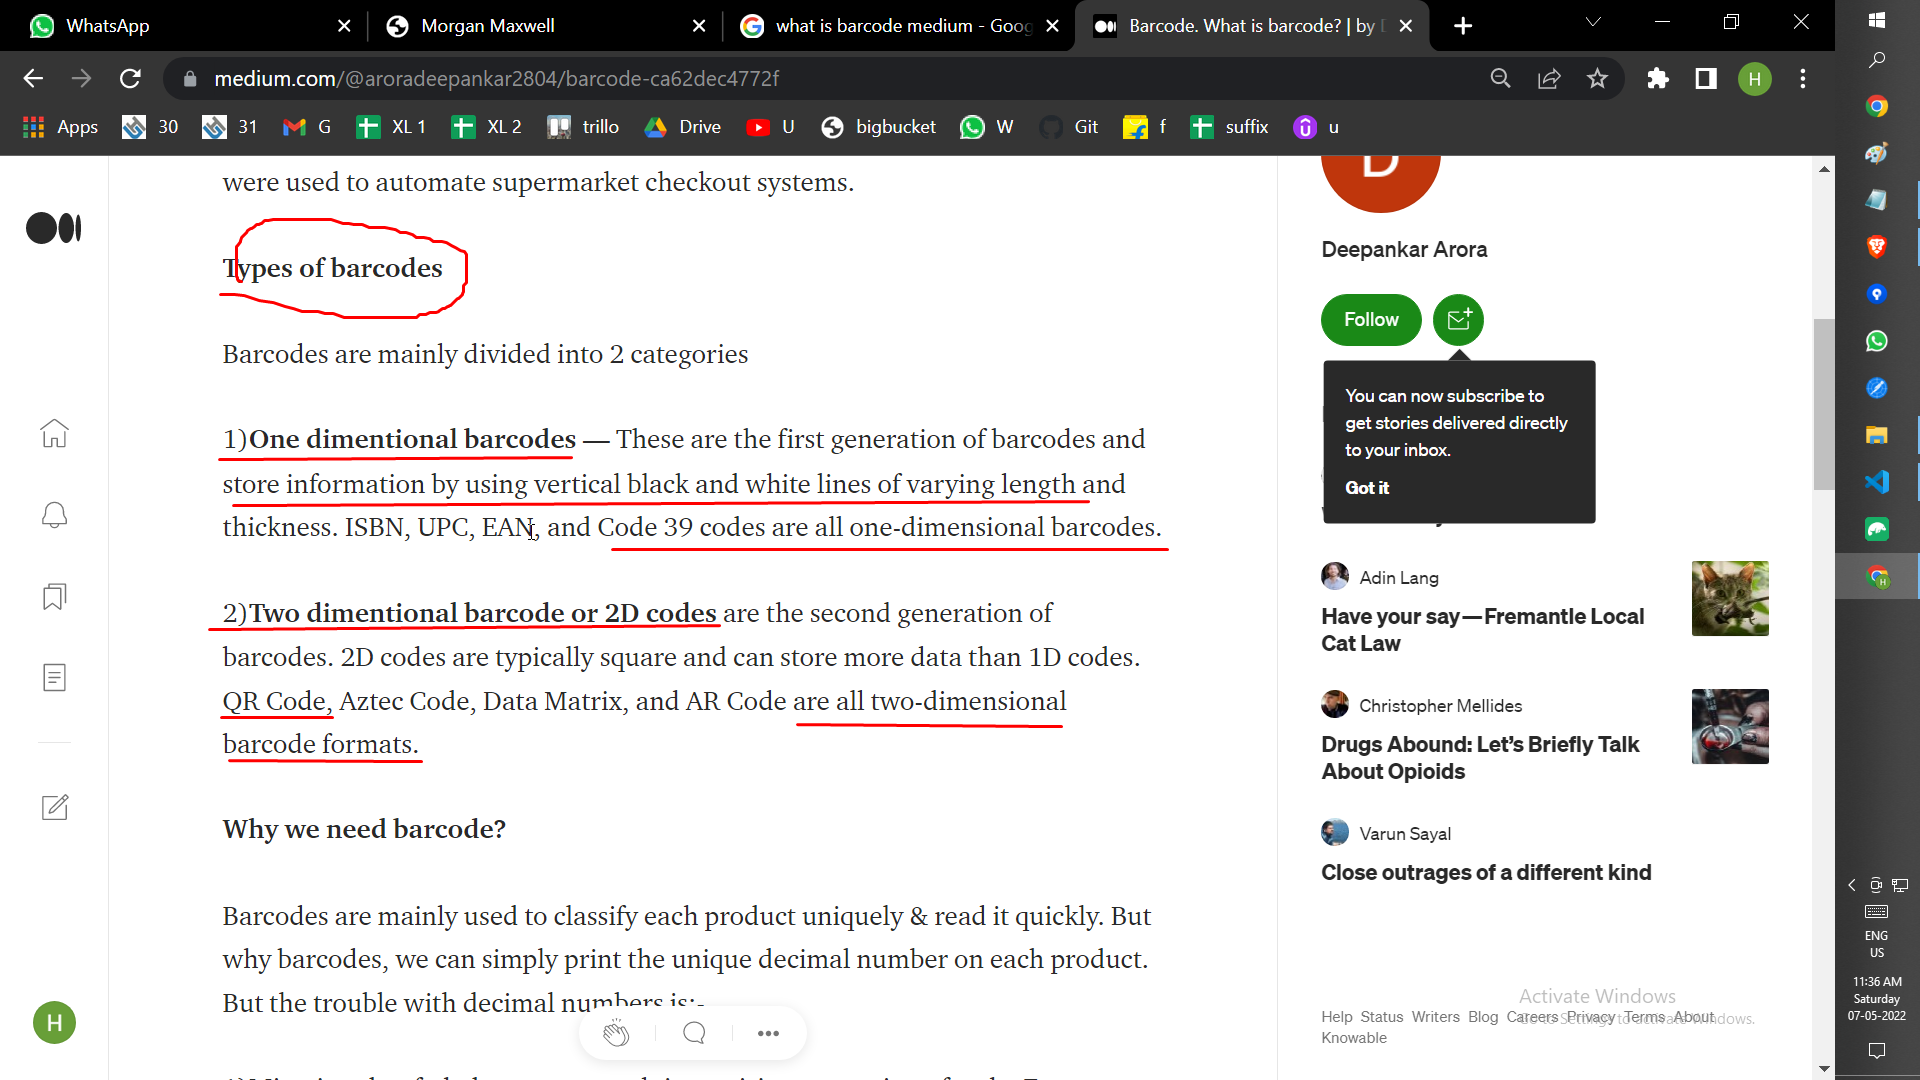 WhatsApp
Morgan Maxwell
what is barcode medium - Goog
Barcode. What is barcode? | by D
medium.com/@aroradeepankar2804/barcode-ca62dec4772f
H
Apps
30
31
G
XL 1
XL 2
trillo
Drive
U
bigbucket
W
Git
f
suffix
u
were used to automate supermarket checkout systems.
Types of barcodes
Barcodes are mainly divided into 2 categories
1)One dimentional barcodes — These are the first generation of barcodes and
store information by using vertical black and white lines of varying length and
thickness. ISBN, UPC, EAN, and Code 39 codes are all one-dimensional barcodes.
2)Two dimentional barcode or 2D codes are the second generation of
barcodes. 2D codes are typically square and can store more data than 1D codes.
QR Code, Aztec Code, Data Matrix, and AR Code are all two-dimensional
barcode formats.
Why we need barcode?
Barcodes are mainly used to classify each product uniquely & read it quickly. But
why barcodes, we can simply print the unique decimal number on each product.
But the trouble with decimal numbers is:-
H
D
Deepankar Arora
Follow
You can now subscribe to
get stories delivered directly
to your inbox.
Got it
Adin Lang
Have your say—Fremantle Local
Cat Law
Christopher Mellides
Drugs Abound: Let's Briefly Talk
About Opioids
Varun Sayal
Close outrages of a different kind
Activate Windows
Go to Settings to activate Windows.
Help Status Writers Blog Careers Privacy Terms About
Knowable
ENG
US
11:36 AM
Saturday
07-05-2022